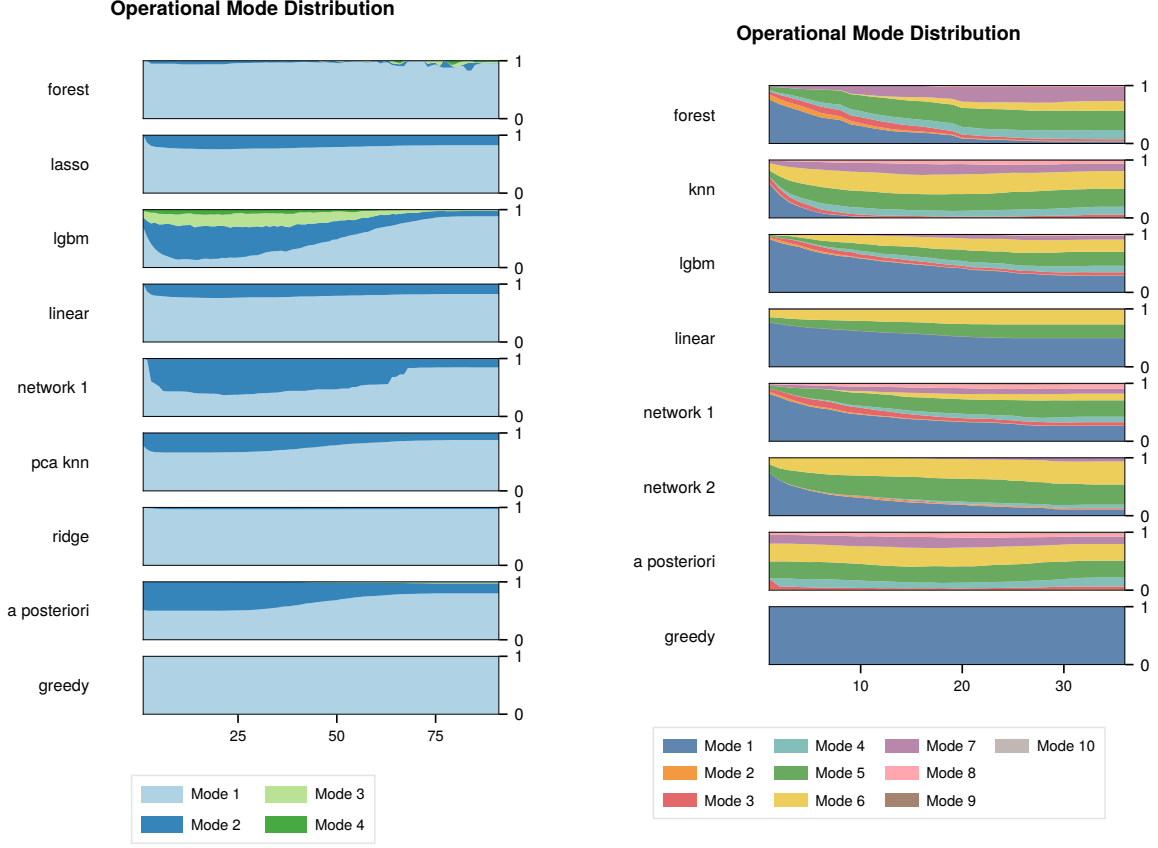 Operational Mode Distribution
forest
1
0
lasso
1
0
lgbm
1
0
linear
1
0
network 1
1
0
pca knn
1
0
ridge
1
0
a posteriori
1
0
greedy
1
0
25 50 75
Mode 1 Mode 3
Mode 2 Mode 4
Operational Mode Distribution
forest
1
0
knn
1
0
lgbm
1
0
linear
1
0
network 1
1
0
network 2
1
0
a posteriori
1
0
greedy
1
0
10 20 30
Mode 1 Mode 4 Mode 7 Mode 10
Mode 2 Mode 5 Mode 8
Mode 3 Mode 6 Mode 9